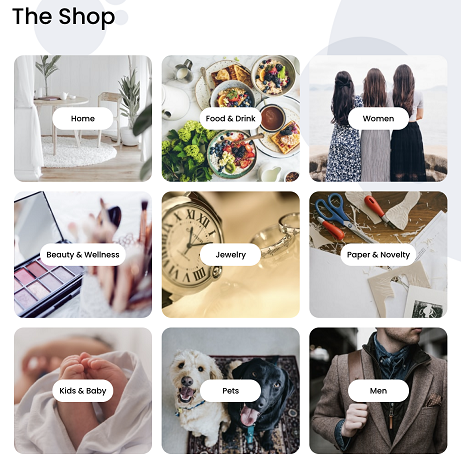 The Shop
Home
Food & Drink
Women
Beauty & Wellness
Jewelry
Paper & Novelty
Kids & Baby
Pets
Men